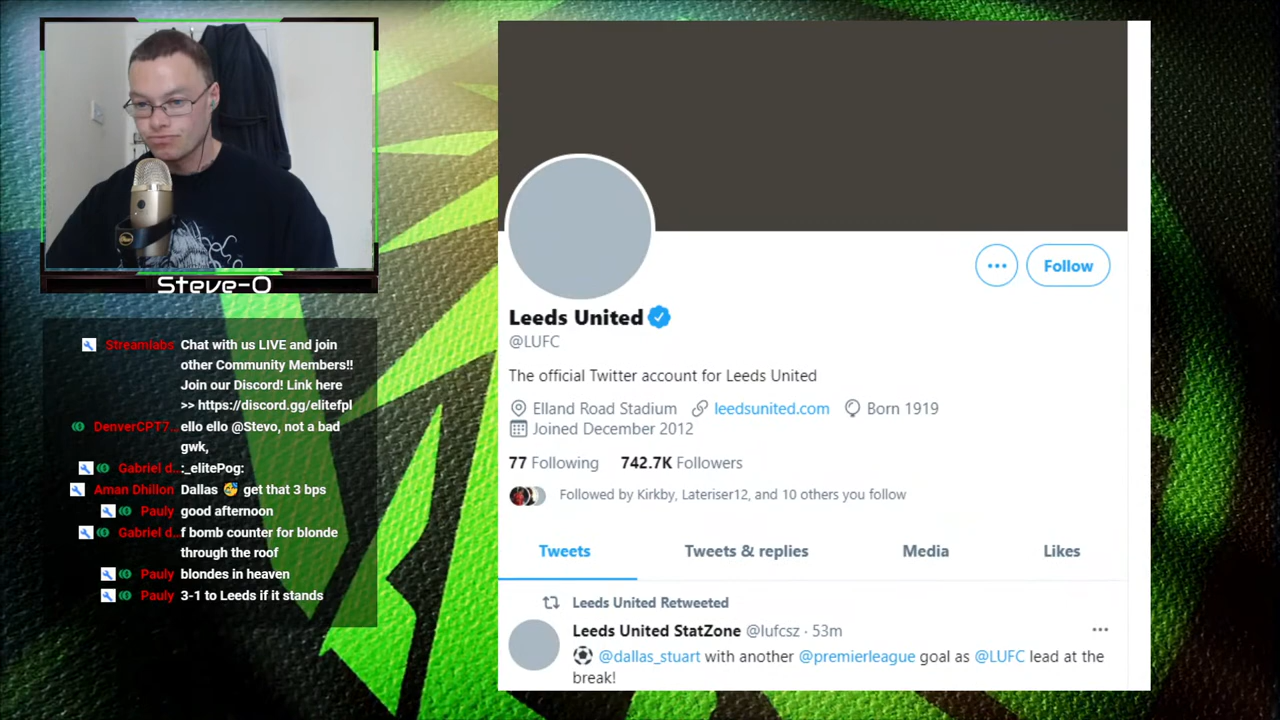 Steve-O
Streamlabs Chat with us LIVE and join
other Community Members!!
Join our Discord! Link here
>> https://discord.gg/elitefpl
DenverCPT7... ello ello @Stevo, not a bad
gwk,
Gabriel d... :_elitePog:
Aman Dhillon Dallas 🥳 get that 3 bps
Pauly good afternoon
Gabriel d... f bomb counter for blonde
through the roof
Pauly blondes in heaven
Pauly 3-1 to Leeds if it stands
Follow
Leeds United
@LUFC
The official Twitter account for Leeds United
Elland Road Stadium leedsunited.com Born 1919
Joined December 2012
77 Following 742.7K Followers
Followed by Kirkby, Lateriser12, and 10 others you follow
Tweets Tweets & replies Media Likes
Leeds United Retweeted
Leeds United StatZone @lufcsz · 53m
⚽ @dallas_stuart with another @premierleague goal as @LUFC lead at the
break!